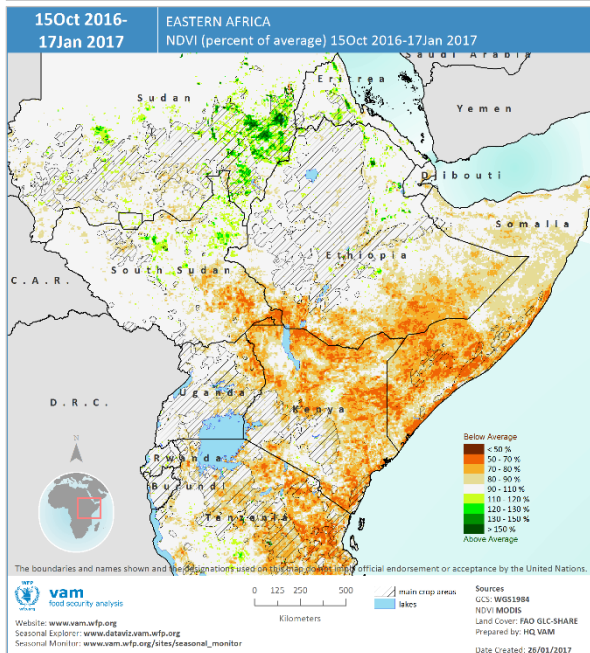 15Oct 2016-
17Jan 2017
EASTERN AFRICA
NDVI (percent of average) 15Oct 2016-17Jan 2017
Saudi Arabia
Eritrea
Sudan
Yemen
Djibouti
Somalia
Ethiopia
South Sudan
C.A.R.
D.R.C.
Uganda
Kenya
Rwanda
Burundi
Tanzania
N
Below Average
< 50 %
50 - 70 %
70 - 80 %
80 - 90 %
90 - 110 %
110 - 120 %
120 - 130 %
130 - 150 %
> 150 %
Above Average
The boundaries and names shown and the designations used on this map do not imply official endorsement or acceptance by the United Nations.
WFP
wfp.org
vam
food security analysis
Website: www.vam.wfp.org
Seasonal Explorer: www.dataviz.vam.wfp.org
Seasonal Monitor: www.vam.wfp.org/sites/seasonal_monitor
0 125 250 500
Kilometers
main crop areas
lakes
Sources
GCS: WGS1984
NDVI MODIS
Land Cover: FAO GLC-SHARE
Prepared by: HQ VAM
Date Created: 26/01/2017